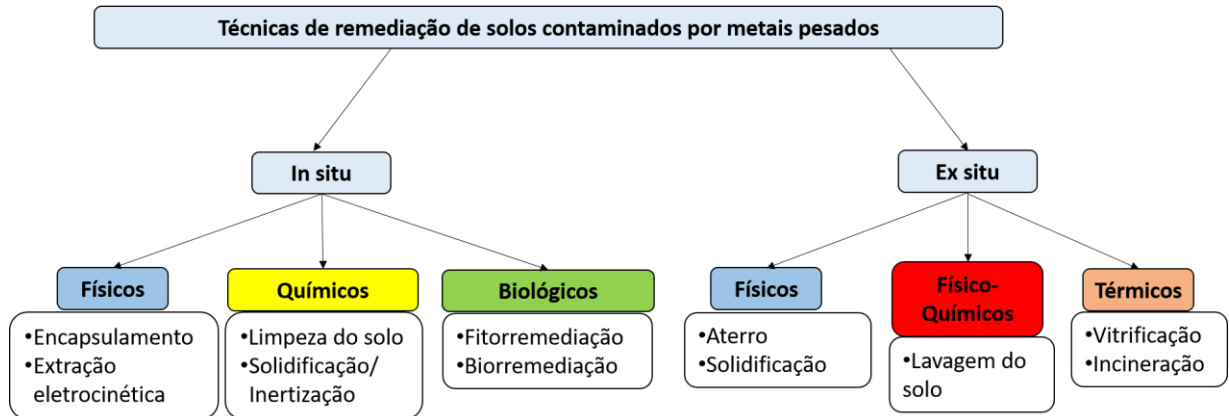 Técnicas de remediação de solos contaminados por metais pesados
In situ
Ex situ
Físicos
•Encapsulamento
•Extração
eletrocinética
Químicos
•Limpeza do solo
•Solidificação/
Inertização
Biológicos
•Fitorremediação
•Biorremediação
Físicos
•Aterro
•Solidificação
Físico-
Químicos
•Lavagem do
solo
Térmicos
•Vitrificação
•Incineração